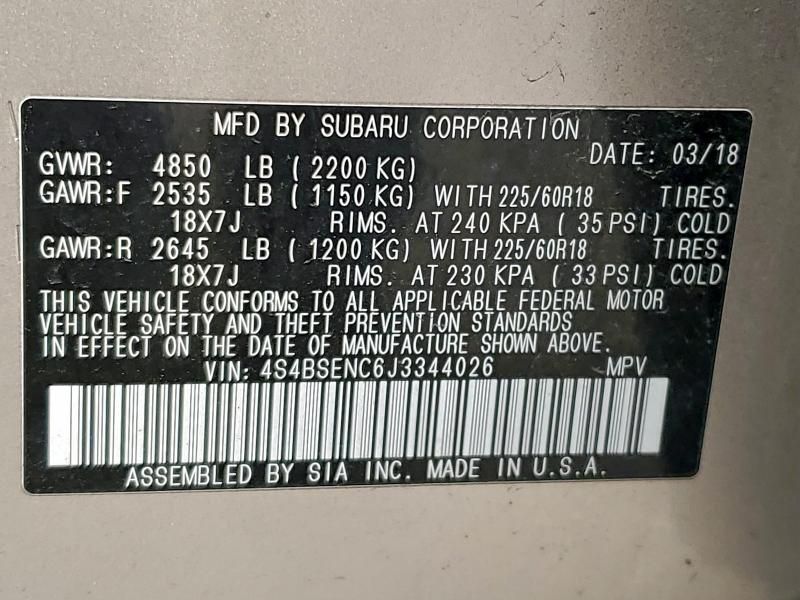 MFD BY SUBARU CORPORATION
DATE: 03/18
GVWR: 4850 LB ( 2200 KG)
GAWR:F 2535 LB ( 1150 KG) WITH 225/60R18 TIRES.
18X7J RIMS. AT 240 KPA ( 35 PSI) COLD
GAWR:R 2645 LB ( 1200 KG) WITH 225/60R18 TIRES.
18X7J RIMS. AT 230 KPA ( 33 PSI) COLD
THIS VEHICLE CONFORMS TO ALL APPLICABLE FEDERAL MOTOR
VEHICLE SAFETY AND THEFT PREVENTION STANDARDS
IN EFFECT ON THE DATE OF MANUFACTURE SHOWN ABOVE.
VIN: 4S4BSENC6J3344026 MPV
ASSEMBLED BY SIA INC. MADE IN U.S.A.